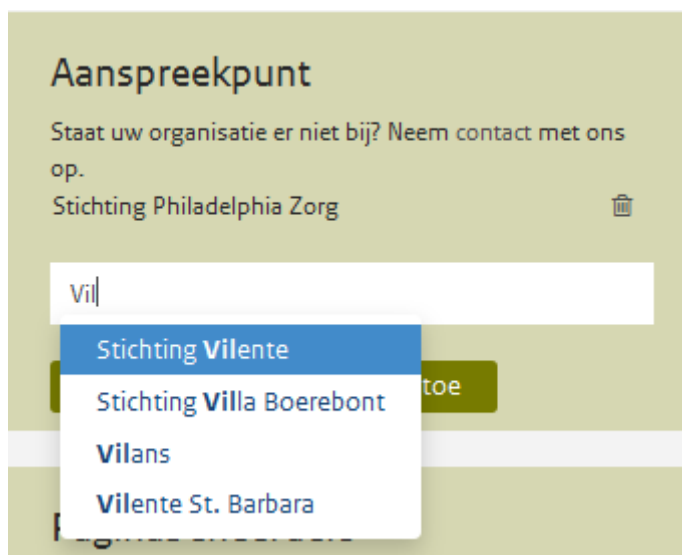 Aanspreekpunt
Staat uw organisatie er niet bij? Neem contact met ons
op.
Stichting Philadelphia Zorg
Vil
Stichting Vilente
Stichting Villa Boerebont
toe
Vilans
Vilente St. Barbara